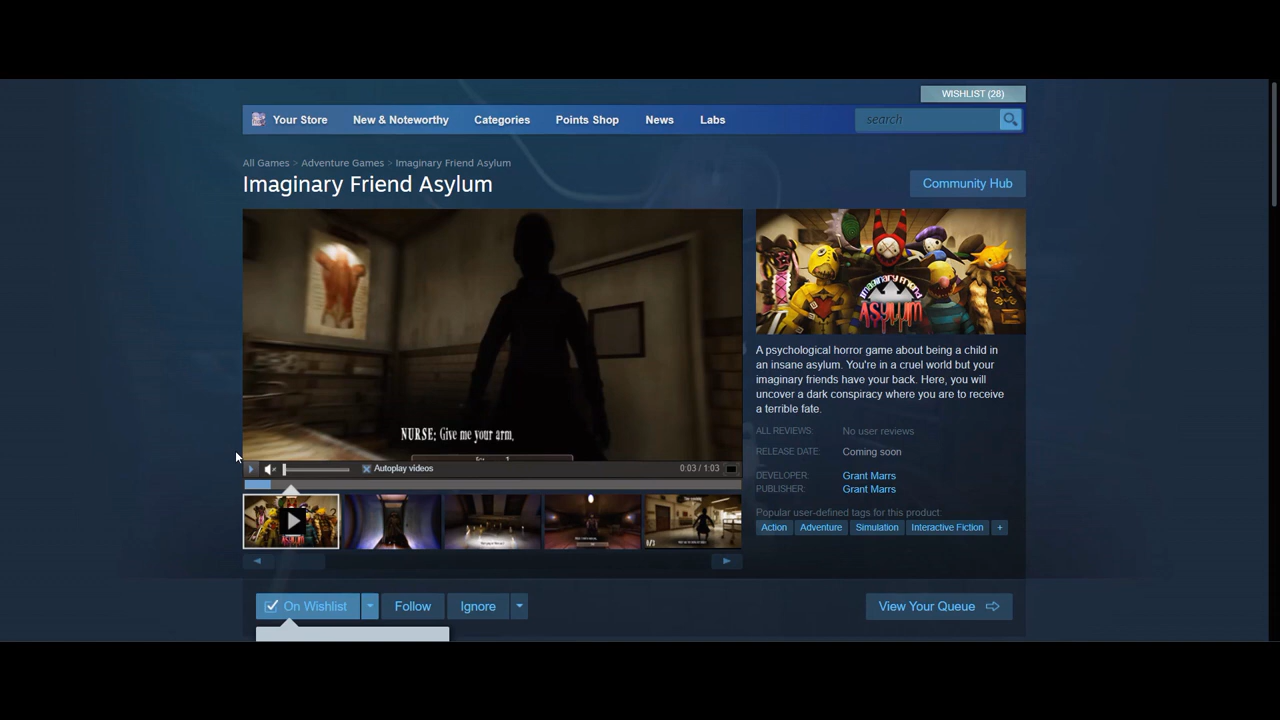 WISHLIST (28)
Your Store New & Noteworthy Categories Points Shop News Labs search
All Games > Adventure Games > Imaginary Friend Asylum
Imaginary Friend Asylum
Community Hub
NURSE: Give me your arm,
Autoplay videos
0:03 / 1:03
imaginary Friend
ASYLUM
A psychological horror game about being a child in
an insane asylum. You're in a cruel world but your
imaginary friends have your back. Here, you will
uncover a dark conspiracy where you are to receive
a terrible fate.
ALL REVIEWS: No user reviews
RELEASE DATE: Coming soon
DEVELOPER: Grant Marrs
PUBLISHER: Grant Marrs
Popular user-defined tags for this product:
Action Adventure Simulation Interactive Fiction +
On Wishlist Follow Ignore
View Your Queue